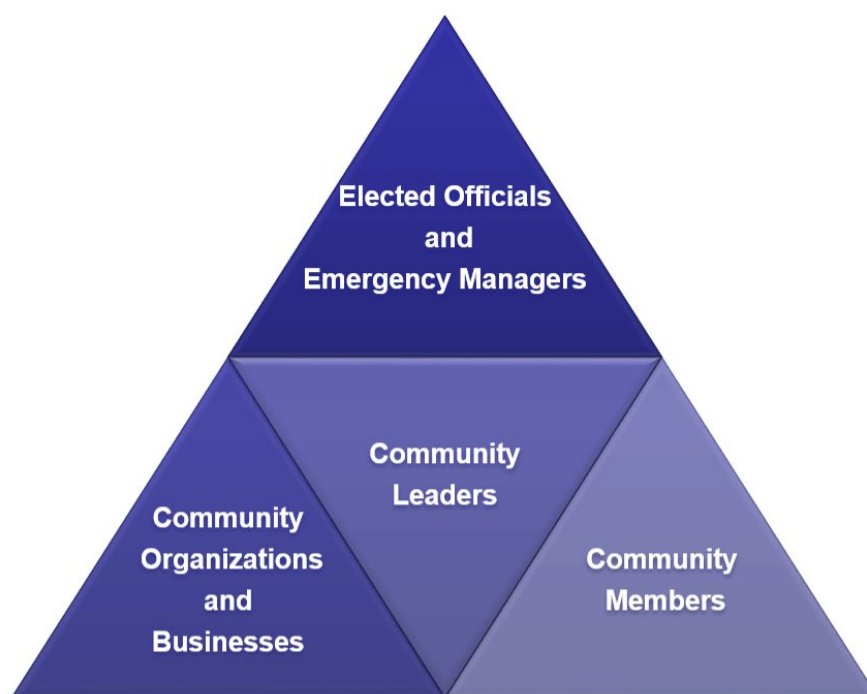 Elected Officials
and
Emergency Managers
Community
Leaders
Community
Organizations
and
Businesses
Community
Members